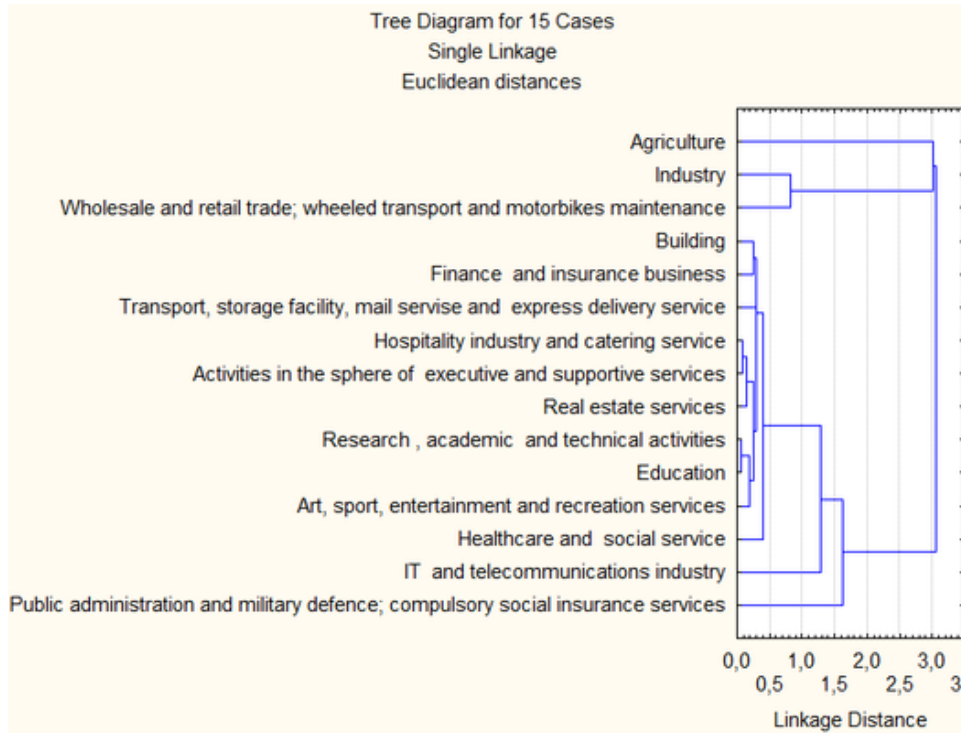 Tree Diagram for 15 Cases
Single Linkage
Euclidean distances
Agriculture
Industry
Wholesale and retail trade; wheeled transport and motorbikes maintenance
Building
Finance and insurance business
Transport, storage facility, mail servise and express delivery service
Hospitality industry and catering service
Activities in the sphere of executive and supportive services
Real estate services
Research , academic and technical activities
Education
Art, sport, entertainment and recreation services
Healthcare and social service
IT and telecommunications industry
Public administration and military defence; compulsory social insurance services
0,0 1,0 2,0 3,0
0,5 1,5 2,5 3
Linkage Distance